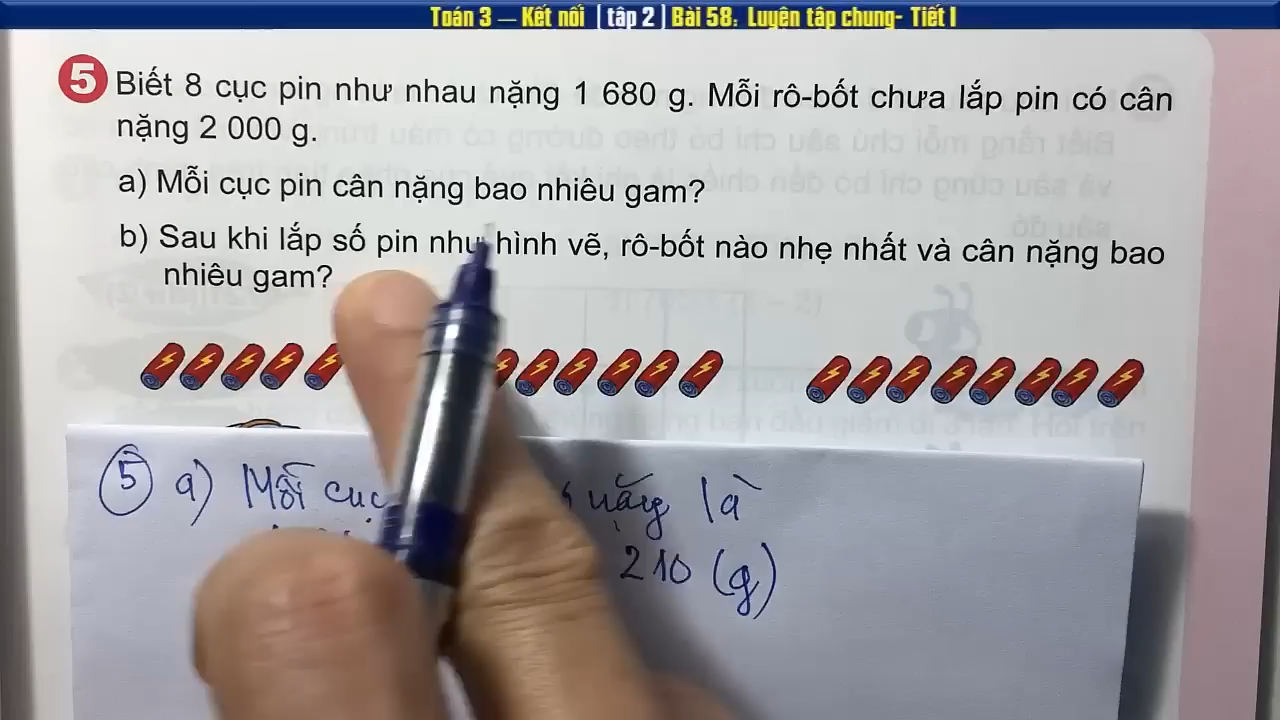 Toán 3 – Kết nối ( tập 2 ) Bài 58: Luyện tập chung- Tiết 1
5 Biết 8 cục pin như nhau nặng 1 680 g. Mỗi rô-bốt chưa lắp pin có cân
nặng 2 000 g.
a) Mỗi cục pin cân nặng bao nhiêu gam?
b) Sau khi lắp số pin như hình vẽ, rô-bốt nào nhẹ nhất và cân nặng bao
nhiêu gam?
5 a) Mỗi cục nặng là
210 (g)